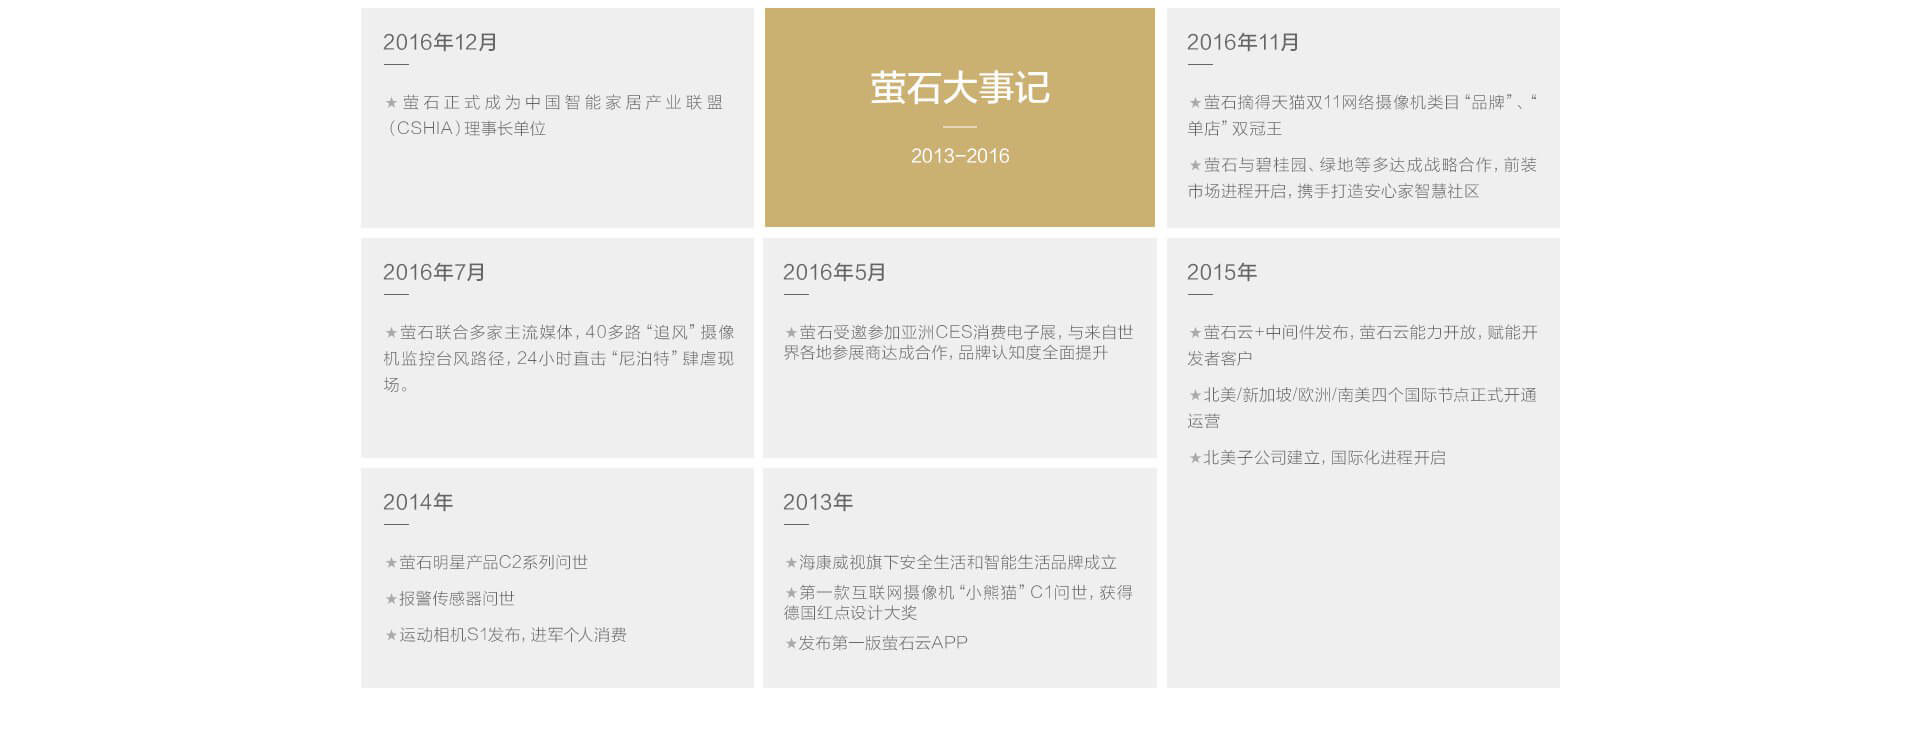 2016年12月
★萤石正式成为中国智能家居产业联盟
（CSHIA）理事长单位
萤石大事记
2013-2016
2016年11月
★萤石摘得天猫双11网络摄像机类目“品牌”、“
单店”双冠王
★萤石与碧桂园、绿地等多达成战略合作，前装
市场进程开启，携手打造安心家智慧社区
2016年7月
★萤石联合多家主流媒体，40多路“追风”摄像
机监控台风路径，24小时直击“尼泊特”肆虐现
场。
2016年5月
★萤石受邀参加亚洲CES消费电子展，与来自世
界各地参展商达成合作，品牌认知度全面提升
2015年
★萤石云+中间件发布，萤石云能力开放，赋能开
发者客户
★北美/新加坡/欧洲/南美四个国际节点正式开通
运营
★北美子公司建立，国际化进程开启
2014年
★萤石明星产品C2系列问世
★报警传感器问世
★运动相机S1发布，进军个人消费
2013年
★海康威视旗下安全生活和智能生活品牌成立
★第一款互联网摄像机“小熊猫”C1问世，获得
德国红点设计大奖
★发布第一版萤石云APP